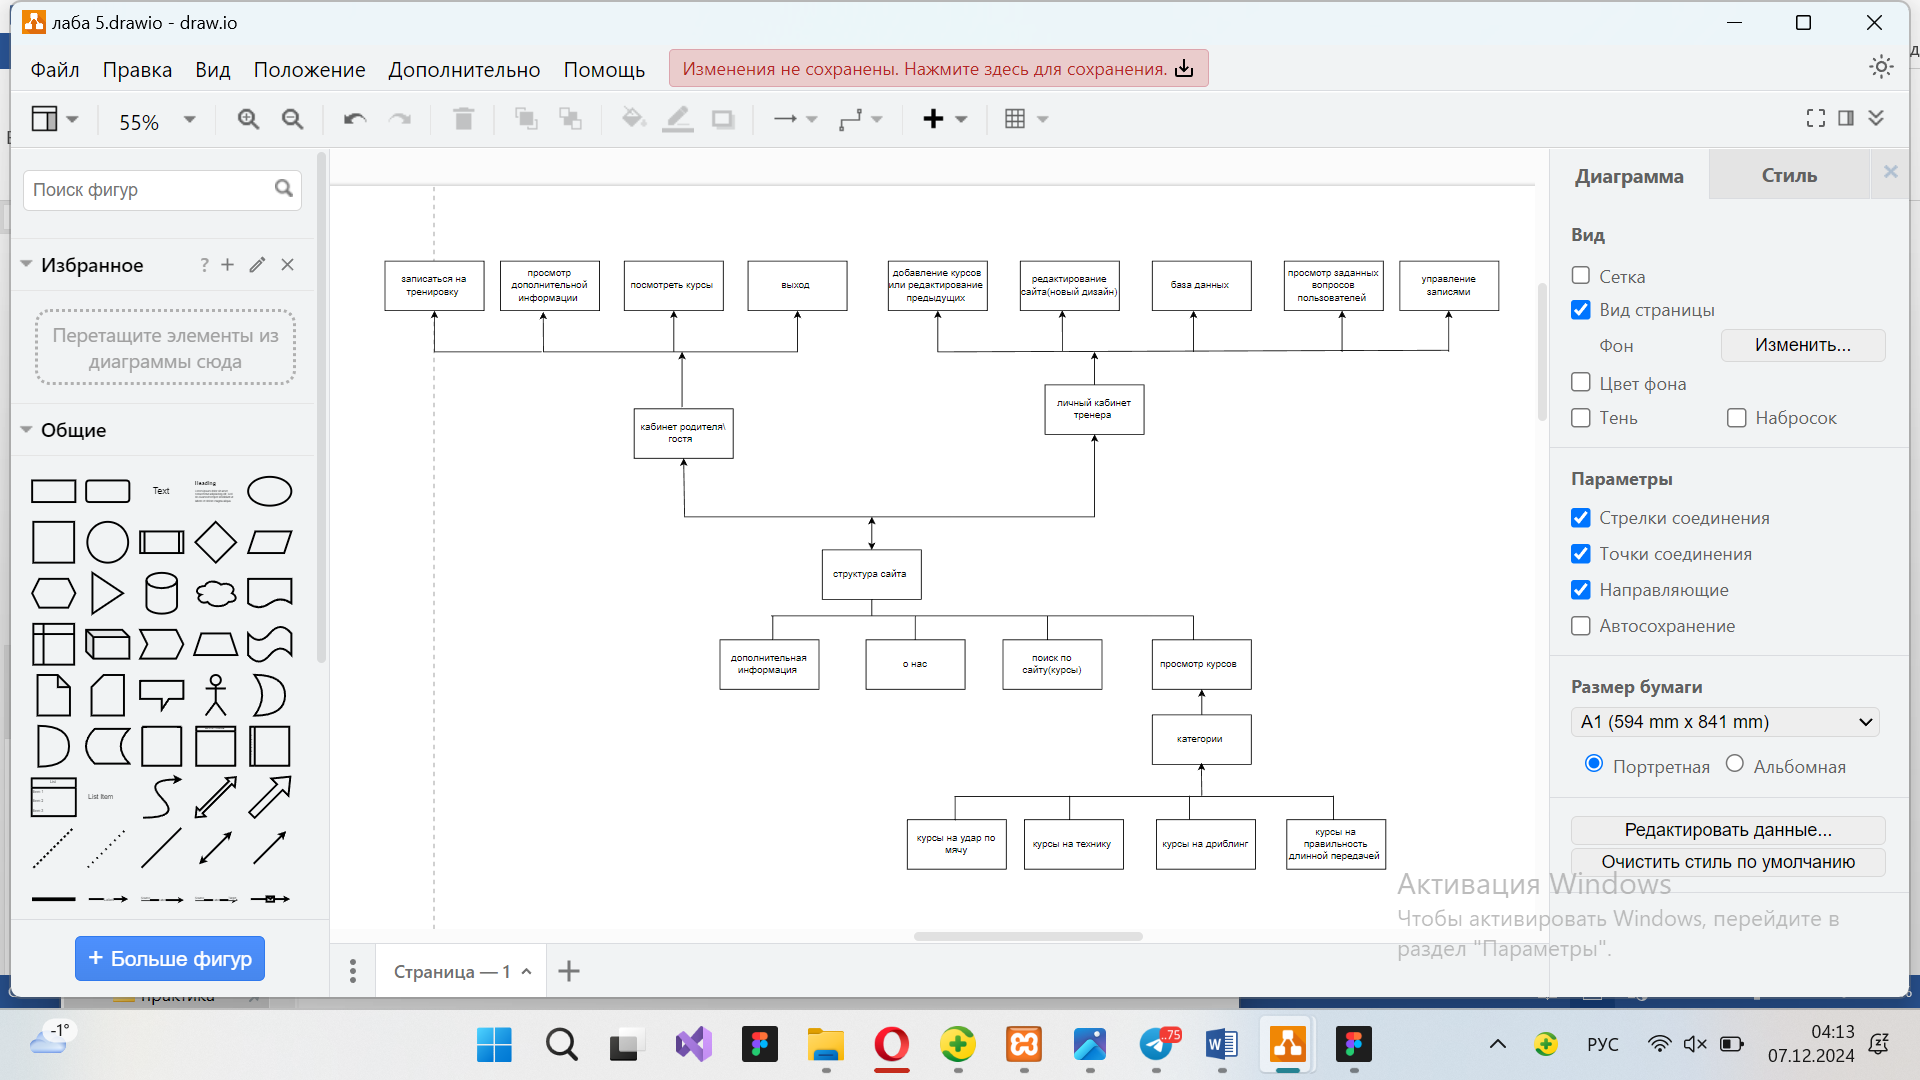 лаба 5.drawio - draw.io
Файл Правка Вид Положение Дополнительно Помощь
Изменения не сохранены. Нажмите здесь для сохранения.
55%
Поиск фигур
Избранное
?
Перетащите элементы из
диаграммы сюда
Общие
Text
Heading
List Item
+ Больше фигур
записаться на
тренировку
просмотр
дополнительной
информации
посмотреть курсы
выход
добавление курсов
или редактирование
предыдущих
редактирование
сайта(новый дизайн)
база данных
просмотр заданных
вопросов
пользователей
управление
записями
кабинет родителя\
гостя
личный кабинет
тренера
структура сайта
дополнительная
информация
о нас
поиск по
сайту(курсы)
просмотр курсов
категории
курсы на удар по
мячу
курсы на технику
курсы на дриблинг
курсы на
правильность
длинной передачей
Страница — 1
Диаграмма
Стиль
Вид
Сетка
Вид страницы
Фон
Изменить...
Цвет фона
Тень
Набросок
Параметры
Стрелки соединения
Точки соединения
Направляющие
Автосохранение
Размер бумаги
A1 (594 mm x 841 mm)
Портретная
Альбомная
Редактировать данные...
Очистить стиль по умолчанию
Активация Windows
Чтобы активировать Windows, перейдите в
раздел "Параметры".
практика
-1°
..75
РУС
04:13
07.12.2024